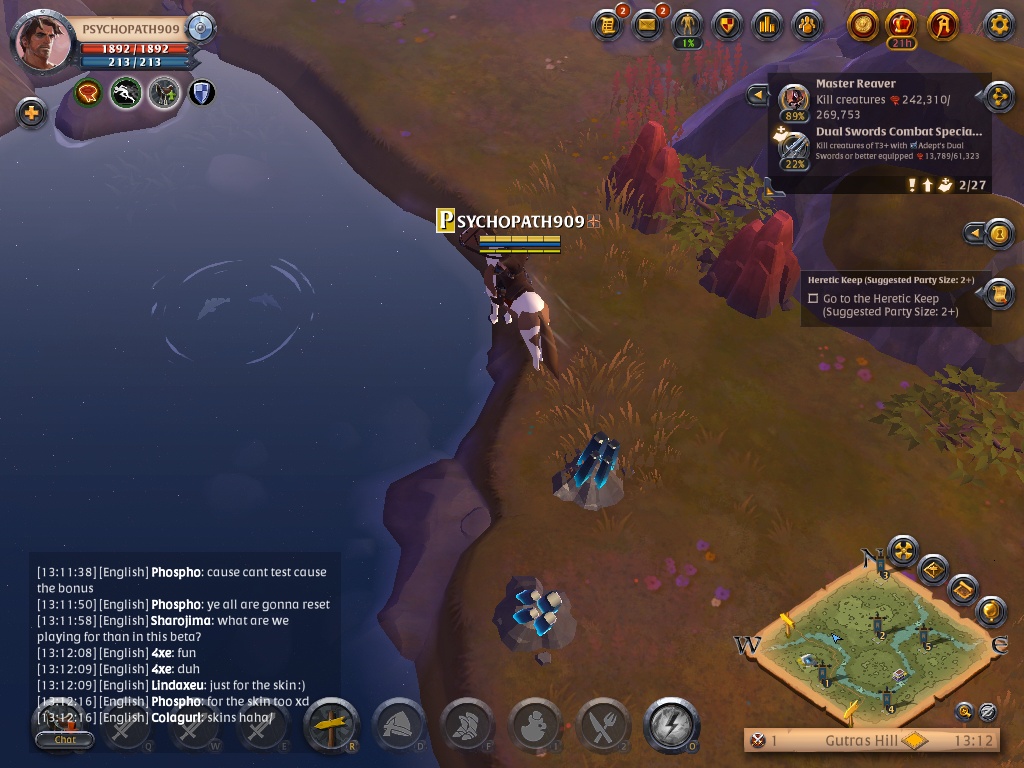 PSYCHOPATH909
1892 / 1892
213 / 213
2
2
1%
21h
Master Reaver
Kill creatures 242,310/
269,753
89%
Dual Swords Combat Specia...
Kill creatures of T3+ with Adept's Dual
Swords or better equipped 13,789/61,323
22%
2/27
PSYCHOPATH909
Heretic Keep (Suggested Party Size: 2+)
Go to the Heretic Keep
(Suggested Party Size: 2+)
[13:11:38] [English] Phospho: cause cant test cause
the bonus
[13:11:50] [English] Phospho: ye all are gonna reset
[13:11:58] [English] Sharojima: what are we
playing for than in this beta?
[13:12:08] [English] 4xe: fun
[13:12:09] [English] 4xe: duh
[13:12:09] [English] Lindaxeu: just for the skin:)
[13:12:16] [English] Phospho: for the skin too xd
[13:12:16] [English] Colagurl: skins haha/
Chat
Q
W
E
R
D
F
1
2
O
N
W
E
3
2
5
1
4
1
Gutras Hill
13:12